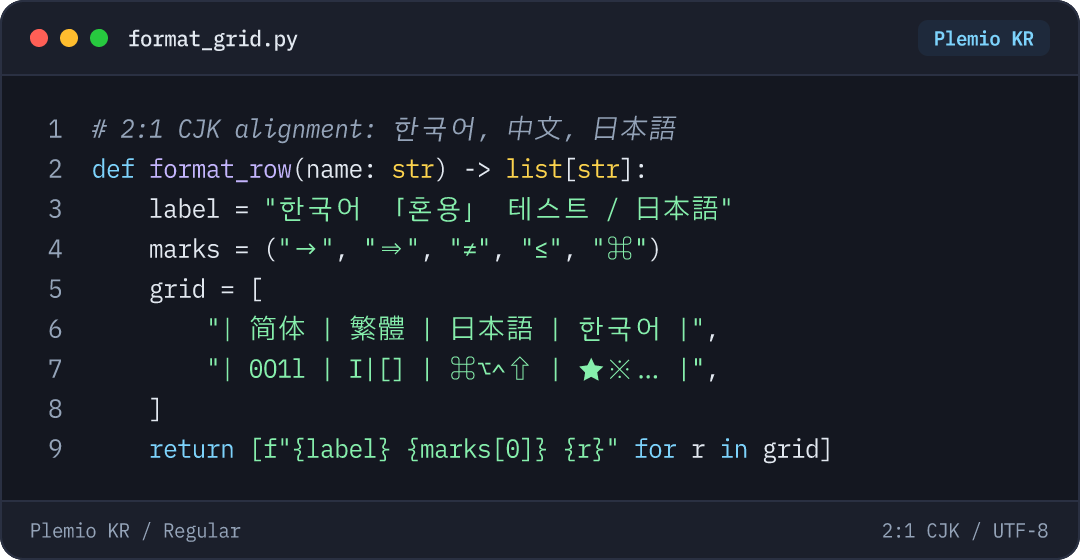 format_grid.py
Plemio KR
1 # 2:1 CJK alignment: 한국어, 中文, 日本語
2 def format_row(name: str) -> list[str]:
3     label = "한국어 「혼용」 테스트 / 日本語"
4     marks = ("→", "⇒", "≠", "≤", "⌘")
5     grid = [
6         "| 简体 | 繁體 | 日本語 | 한국어 |",
7         "| 0O1l | I|[] | ⌘⌥⌃⇧ | ★※… |",
8     ]
9     return [f"{label} {marks[0]} {r}" for r in grid]
Plemio KR / Regular
2:1 CJK / UTF-8